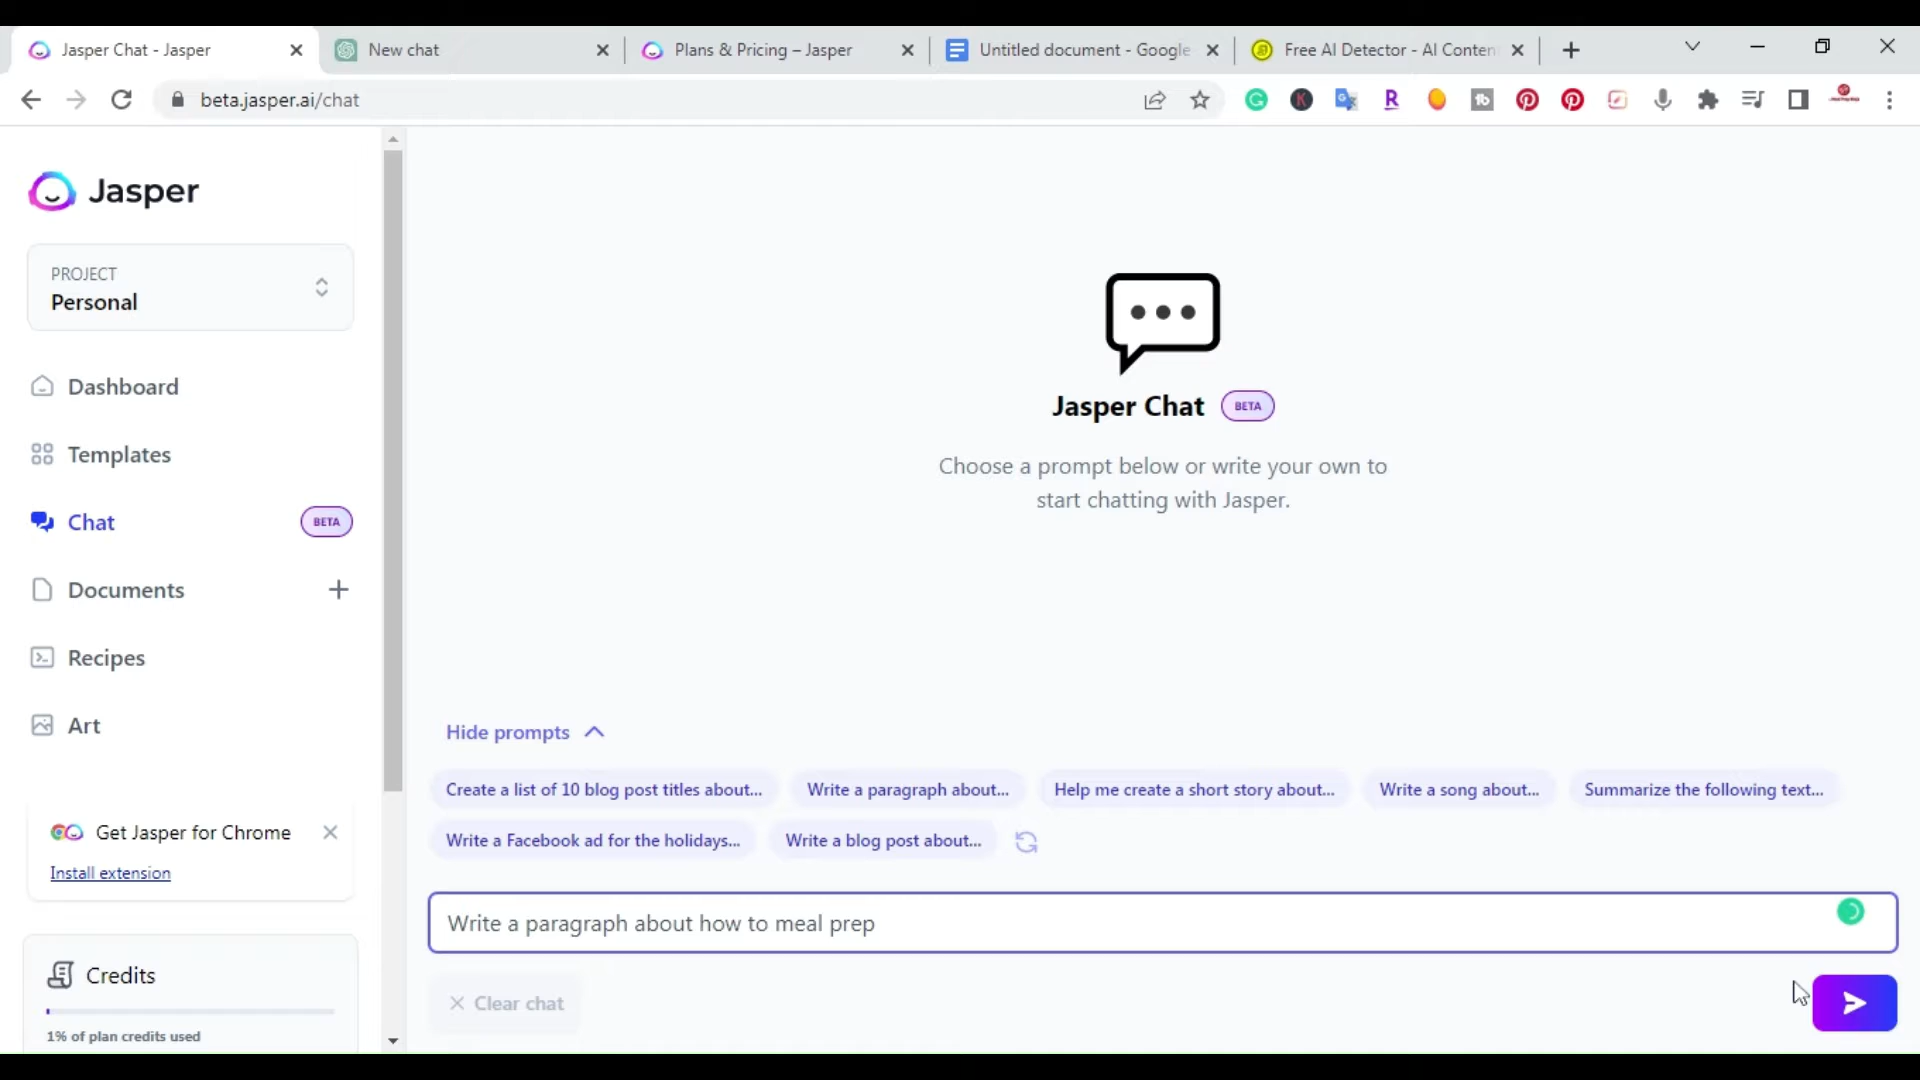 Jasper Chat - Jasper
New chat
Plans & Pricing – Jasper
Untitled document - Google
Free AI Detector - AI Conten
beta.jasper.ai/chat
Jasper
PROJECT
Personal
Dashboard
Templates
Chat
BETA
Documents
Recipes
Art
Get Jasper for Chrome
Install extension
Credits
1% of plan credits used
Jasper Chat
BETA
Choose a prompt below or write your own to
start chatting with Jasper.
Hide prompts
Create a list of 10 blog post titles about...
Write a paragraph about...
Help me create a short story about...
Write a song about...
Summarize the following text...
Write a Facebook ad for the holidays...
Write a blog post about...
Write a paragraph about how to meal prep
Clear chat